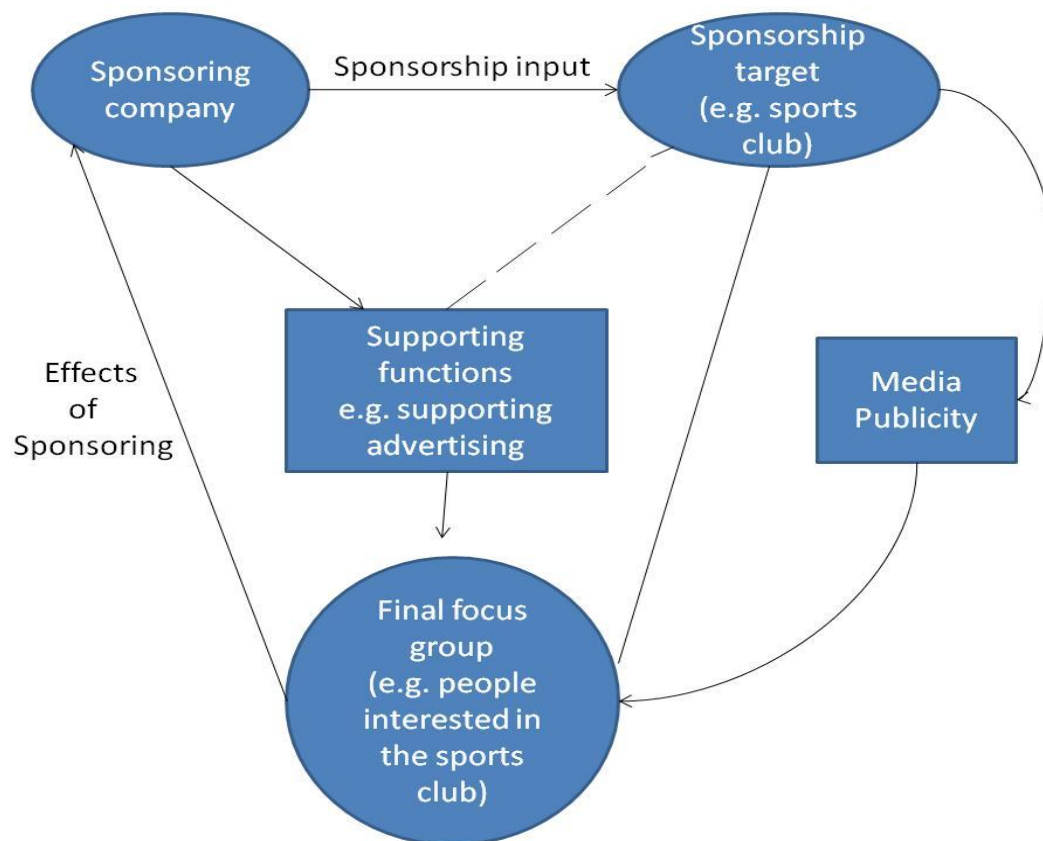 Sponsoring
company
Sponsorship input
Sponsorship
target
(e.g. sports
club)
Supporting
functions
e.g. supporting
advertising
Media
Publicity
Effects
of
Sponsoring
Final focus
group
(e.g. people
interested in
the sports
club)